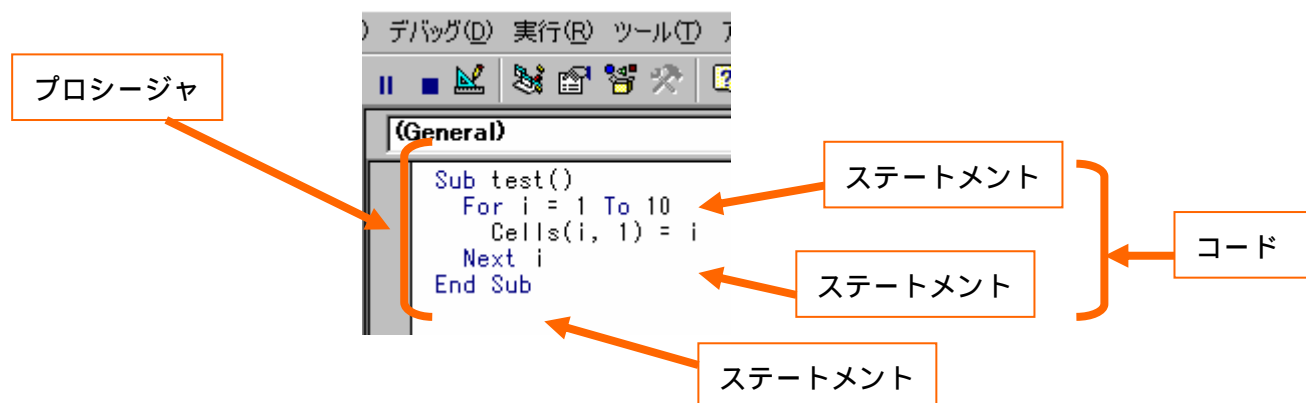 ) デバッグ(D) 実行(R) ツール(T)
プロシージャ
(General)
Sub test()
For i = 1 To 10
Cells(i, 1) = i
Next i
End Sub
ステートメント
ステートメント
ステートメント
コード